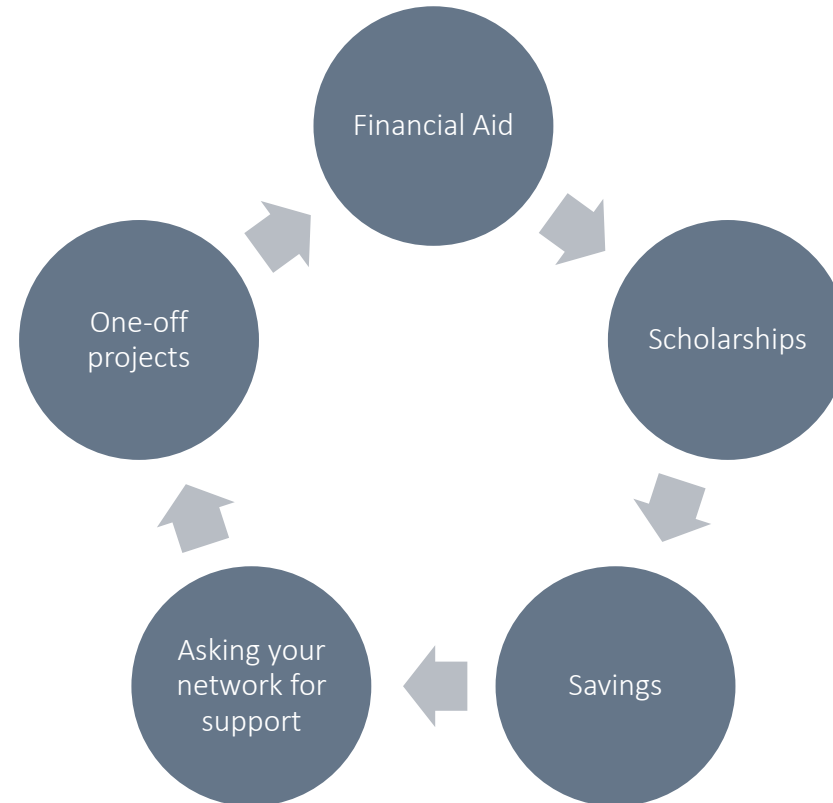 Financial Aid
Scholarships
Savings
Asking your
network for
support
One-off
projects